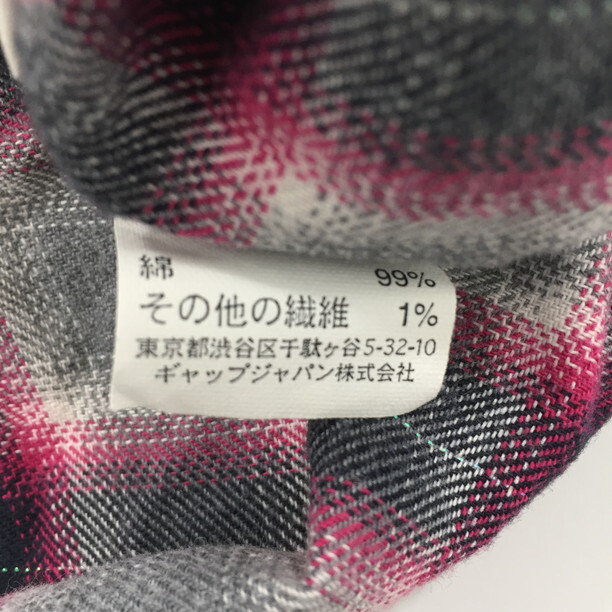 綿 99%
その他の繊維 1%
東京都渋谷区千駄ヶ谷5-32-10
ギャップジャパン株式会社